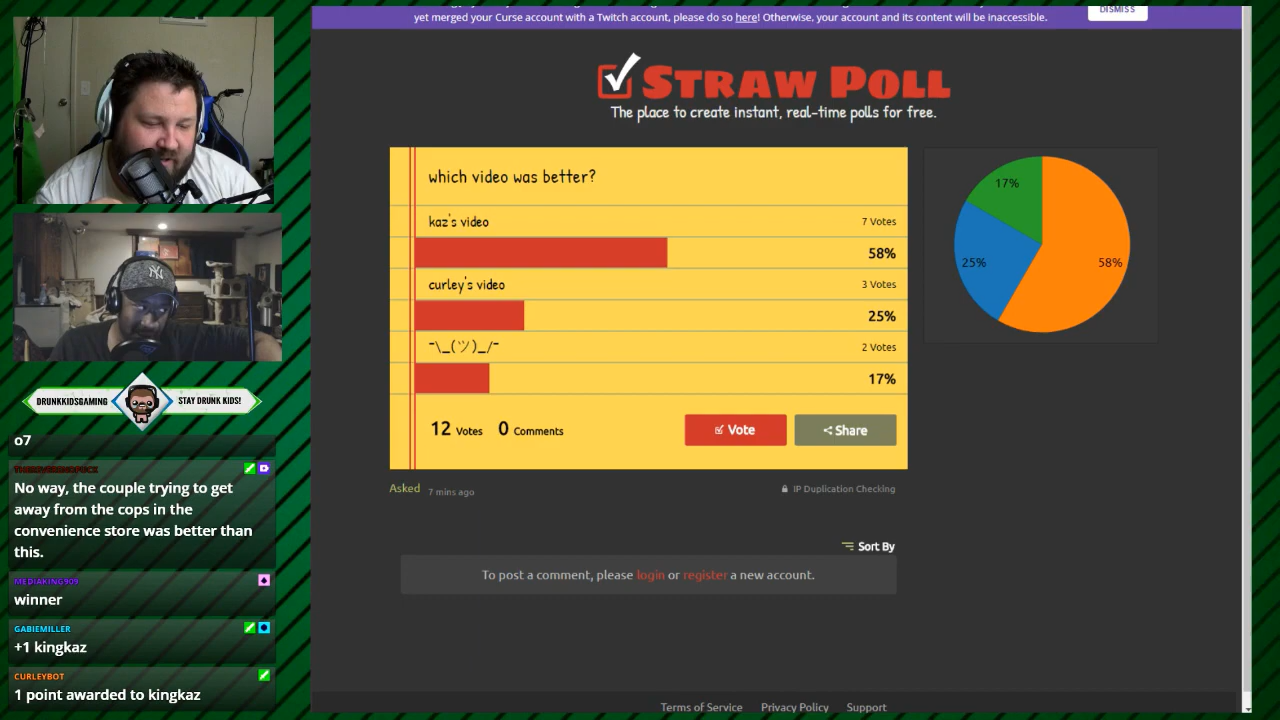 yet merged your Curse account with a Twitch account, please do so here! Otherwise, your account and its content will be inaccessible.
DISMISS
STRAW POLL
The place to create instant, real-time polls for free.
which video was better?
kaz's video
7 Votes
58%
curley's video
3 Votes
25%
¯\_(ツ)_/¯
2 Votes
17%
12 Votes 0 Comments
Vote
Share
Asked 7 mins ago
IP Duplication Checking
Sort By
To post a comment, please login or register a new account.
Terms of Service Privacy Policy Support
17%
25%
58%
DRUNKKIDSGAMING
STAY DRUNK KIDS!
o7
No way, the couple trying to get
away from the cops in the
convenience store was better than
this.
MEDIAKING909
winner
GABIEMILLER
+1 kingkaz
CURLEYBOT
1 point awarded to kingkaz